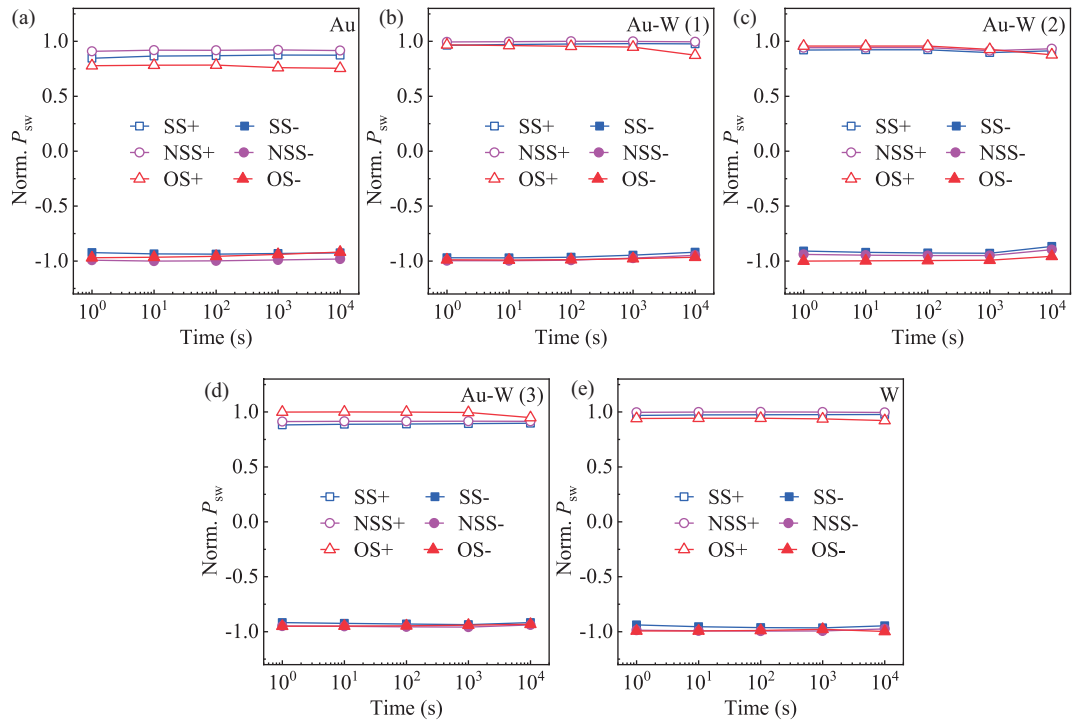 (a)
Au
1.0
0.5
0.0
-0.5
-1.0
Norm. P_sw
SS+ SS-
NSS+ NSS-
OS+ OS-
10^0 10^1 10^2 10^3 10^4
Time (s)
(b)
Au-W (1)
1.0
0.5
0.0
-0.5
-1.0
Norm. P_sw
SS+ SS-
NSS+ NSS-
OS+ OS-
10^0 10^1 10^2 10^3 10^4
Time (s)
(c)
Au-W (2)
1.0
0.5
0.0
-0.5
-1.0
Norm. P_sw
SS+ SS-
NSS+ NSS-
OS+ OS-
10^0 10^1 10^2 10^3 10^4
Time (s)
(d)
Au-W (3)
1.0
0.5
0.0
-0.5
-1.0
Norm. P_sw
SS+ SS-
NSS+ NSS-
OS+ OS-
10^0 10^1 10^2 10^3 10^4
Time (s)
(e)
W
1.0
0.5
0.0
-0.5
-1.0
Norm. P_sw
SS+ SS-
NSS+ NSS-
OS+ OS-
10^0 10^1 10^2 10^3 10^4
Time (s)